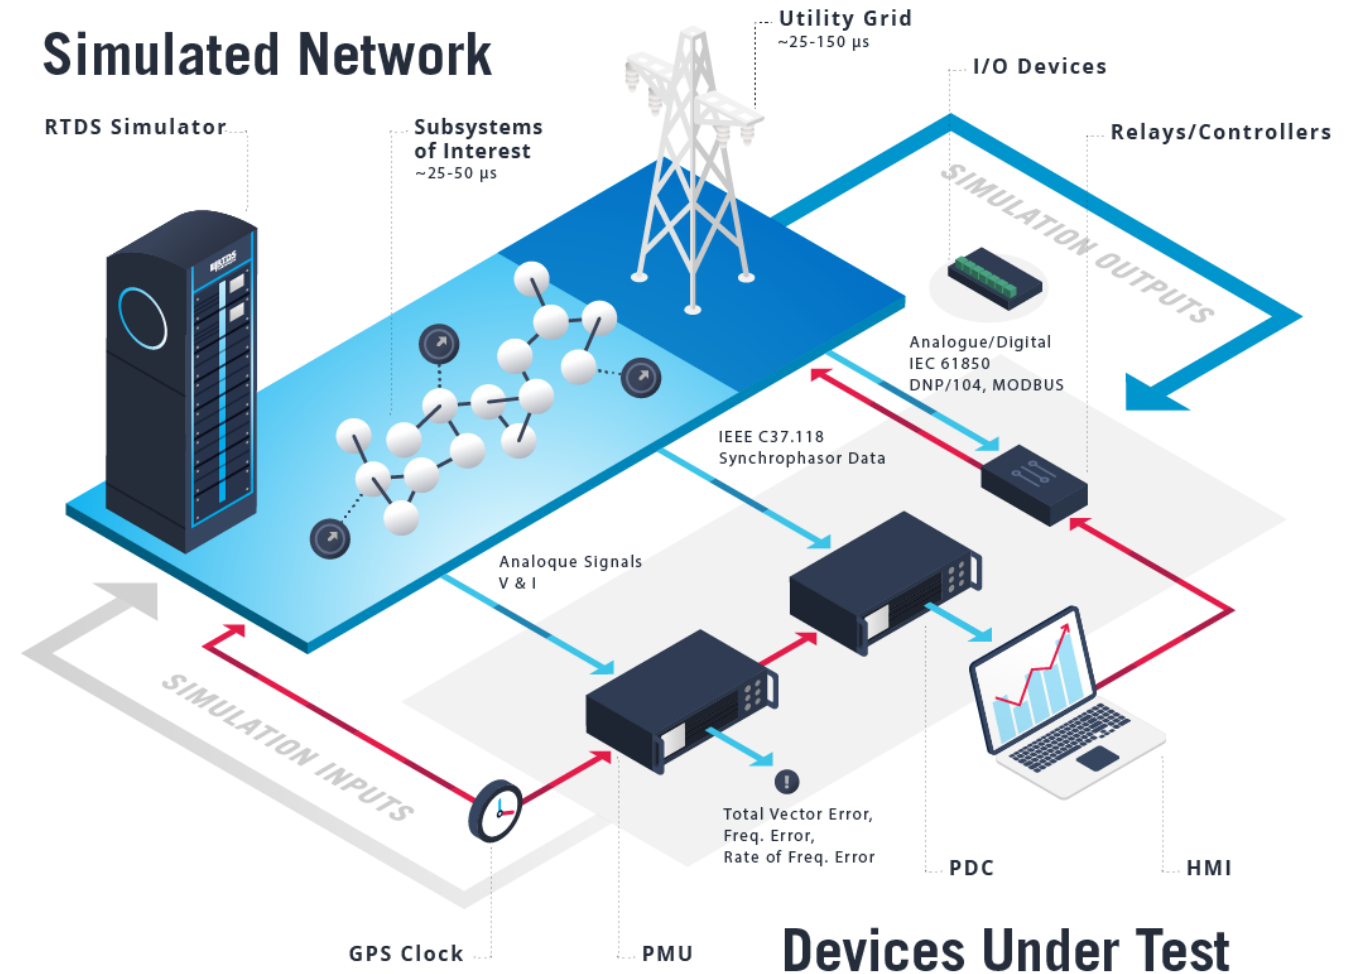 Simulated Network
Utility Grid
~25-150 µs
I/O Devices
RTDS Simulator
Subsystems
of Interest
~25-50 µs
Relays/Controllers
SIMULATION OUTPUTS
RTDS
Analogue/Digital
IEC 61850
DNP/104, MODBUS
IEEE C37.118
Synchrophasor Data
Analoque Signals
V & I
SIMULATION INPUTS
!
Total Vector Error,
Freq. Error,
Rate of Freq. Error
PDC
HMI
GPS Clock
PMU
Devices Under Test